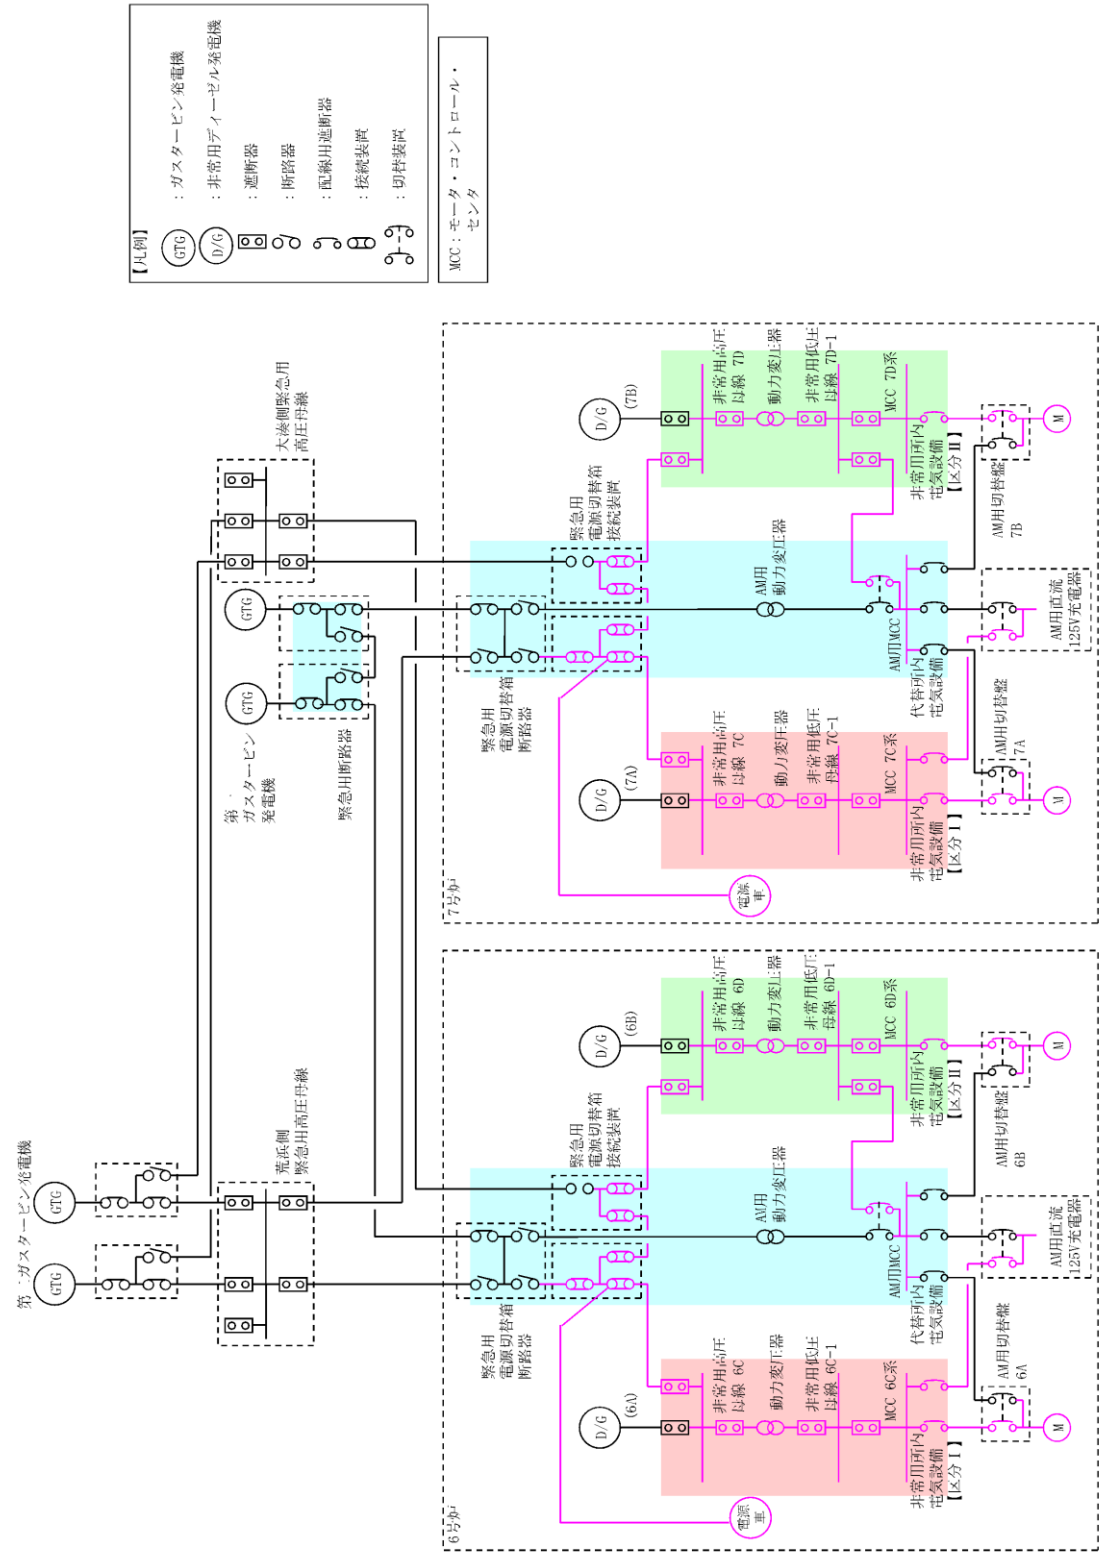 【凡例】
GTG
：ガスタービン発電機
D/G
：非常用ディーゼル発電機
：遮断器
：断路器
：配線用遮断器
：接続装置
：切替装置
MCC：モータ・コントロール・
センタ
ガスタービン発電機
GTG
GTG
荒浜側
緊急用高圧母線
大湊側緊急用
高圧母線
GTG
GTG
ガスタービン
発電機
緊急用断路器
6号炉
緊急用
電源切替箱
断路器
緊急用
電源切替箱
接続装置
D/G
(6A)
D/G
(6B)
電源
車
非常用高圧
母線 6C
動力変圧器
非常用低圧
母線 6C-1
MCC 6C系
非常用所内
電気設備
【区分Ⅰ】
AM用
動力変圧器
AM用MCC
代替所内
電気設備
非常用高圧
母線 6D
動力変圧器
非常用低圧
母線 6D-1
MCC 6D系
非常用所内
電気設備
【区分Ⅱ】
AM用切替盤
6A
M
AM用直流
125V充電器
AM用切替盤
6B
M
7号炉
緊急用
電源切替箱
断路器
緊急用
電源切替箱
接続装置
D/G
(7A)
D/G
(7B)
電源
車
非常用高圧
母線 7C
動力変圧器
非常用低圧
母線 7C-1
MCC 7C系
非常用所内
電気設備
【区分Ⅰ】
AM用
動力変圧器
AM用MCC
代替所内
電気設備
非常用高圧
母線 7D
動力変圧器
非常用低圧
母線 7D-1
MCC 7D系
非常用所内
電気設備
【区分Ⅱ】
AM用切替盤
7A
M
AM用直流
125V充電器
AM用切替盤
7B
M